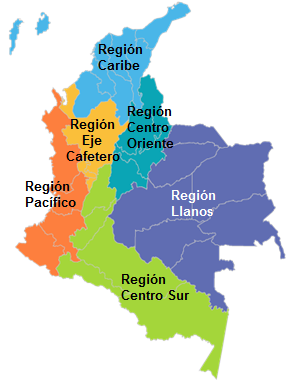 Región
Caribe
Región
Eje
Cafetero
Región
Centro
Oriente
Región
Pacífico
Región
Llanos
Región
Centro Sur